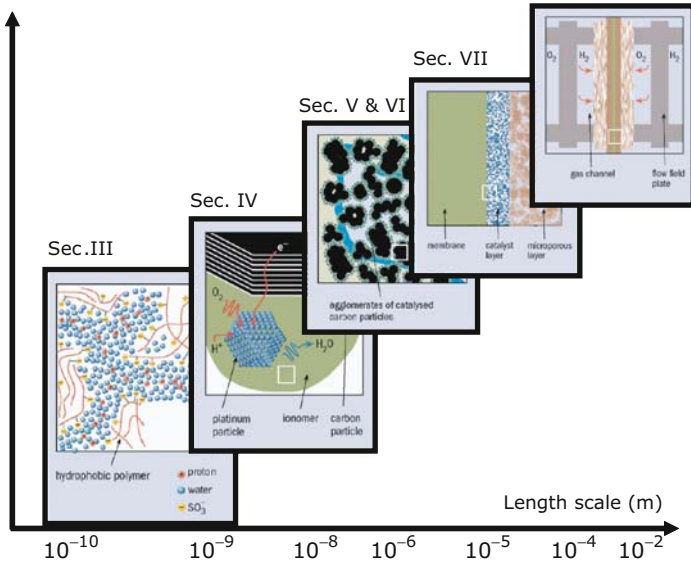 Sec. VII
O₂
H₂
O₂
H₂
gas channel
flow field
plate
Sec. V & VI
membrane
catalyst
layer
microporous
layer
Sec. IV
agglomerates of catalysed
carbon particles
Sec.III
e⁻
O₂
H⁺
H₂O
platinum
particle
ionomer
carbon
particle
hydrophobic polymer
proton
water
SO₃⁻
Length scale (m)
10⁻¹⁰
10⁻⁹
10⁻⁸
10⁻⁶
10⁻⁵
10⁻⁴
10⁻²